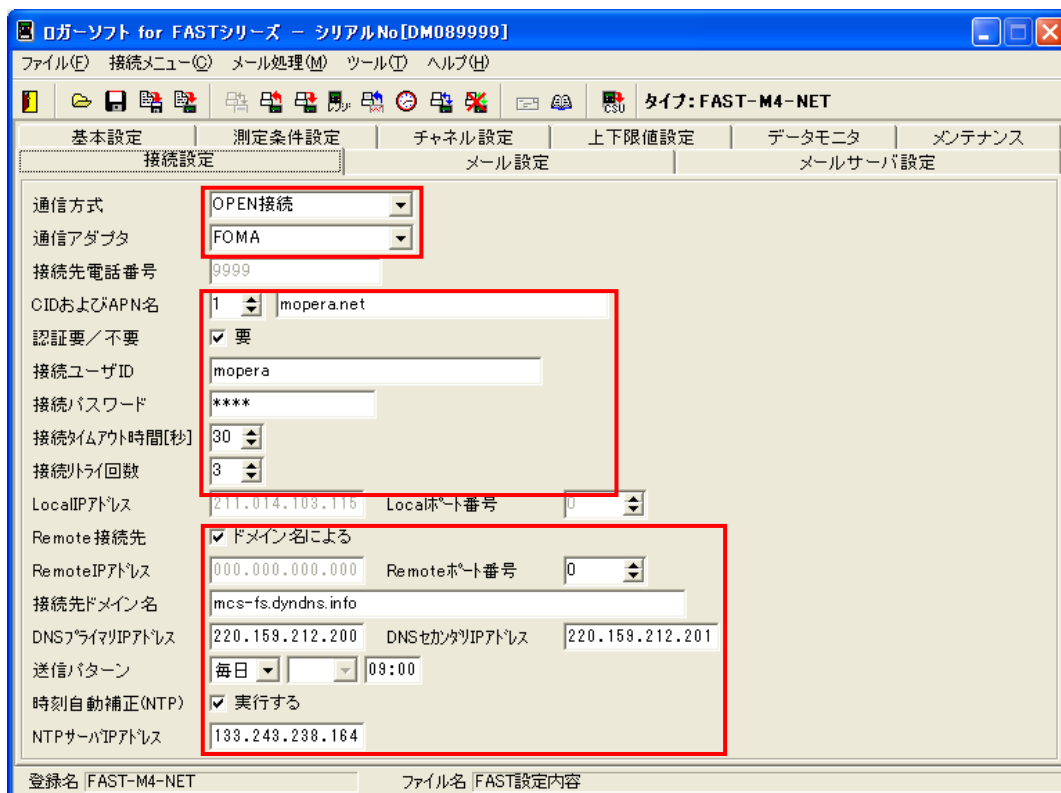 ロガーソフト for FASTシリーズ － シリアルNo[DM089999]
ファイル(F) 接続メニュー(C) メール処理(M) ツール(T) ヘルプ(H)
タイプ:FAST-M4-NET
基本設定 測定条件設定 チャネル設定 上下限値設定 データモニタ メンテナンス
接続設定 メール設定 メールサーバ設定
通信方式 OPEN接続
通信アダプタ FOMA
接続先電話番号 9999
CIDおよびAPN名 1 mopera.net
認証要／不要 要
接続ユーザID mopera
接続パスワード ****
接続ﾀｲﾑｱｳﾄ時間[秒] 30
接続ﾘﾄﾗｲ回数 3
LocalIPｱﾄﾞﾚｽ 211.014.103.115 Localﾎﾟｰﾄ番号 0
Remote接続先 ドメイン名による
RemoteIPｱﾄﾞﾚｽ 000.000.000.000 Remoteﾎﾟｰﾄ番号 0
接続先ドメイン名 mcs-fs.dyndns.info
DNSﾌﾟﾗｲﾏﾘIPｱﾄﾞﾚｽ 220.159.212.200 DNSｾｶﾝﾀﾞﾘIPｱﾄﾞﾚｽ 220.159.212.201
送信パターン 毎日 09:00
時刻自動補正(NTP) 実行する
NTPｻｰﾊﾞIPｱﾄﾞﾚｽ 133.243.238.164
登録名 FAST-M4-NET ファイル名 FAST設定内容